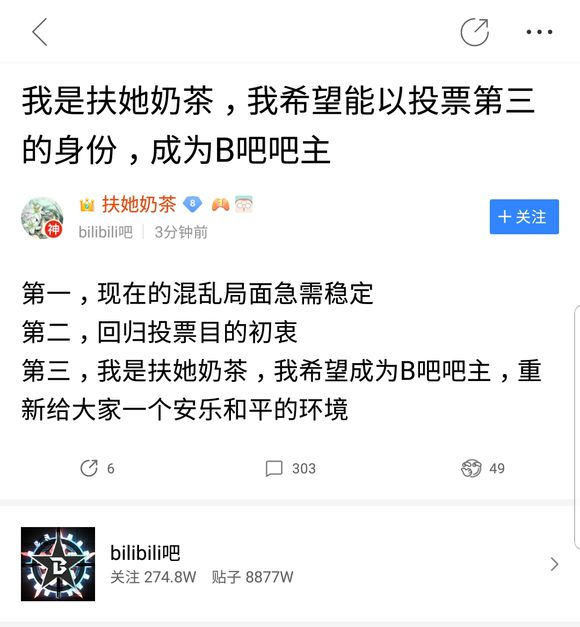 我是扶她奶茶，我希望能以投票第三
的身份，成为B吧吧主
扶她奶茶 8
神
bilibili吧 3分钟前
+ 关注
第一，现在的混乱局面急需稳定
第二，回归投票目的初衷
第三，我是扶她奶茶，我希望成为B吧吧主，重
新给大家一个安乐和平的环境
6 303 49
B
bilibili吧
关注 274.8W 贴子 8877W